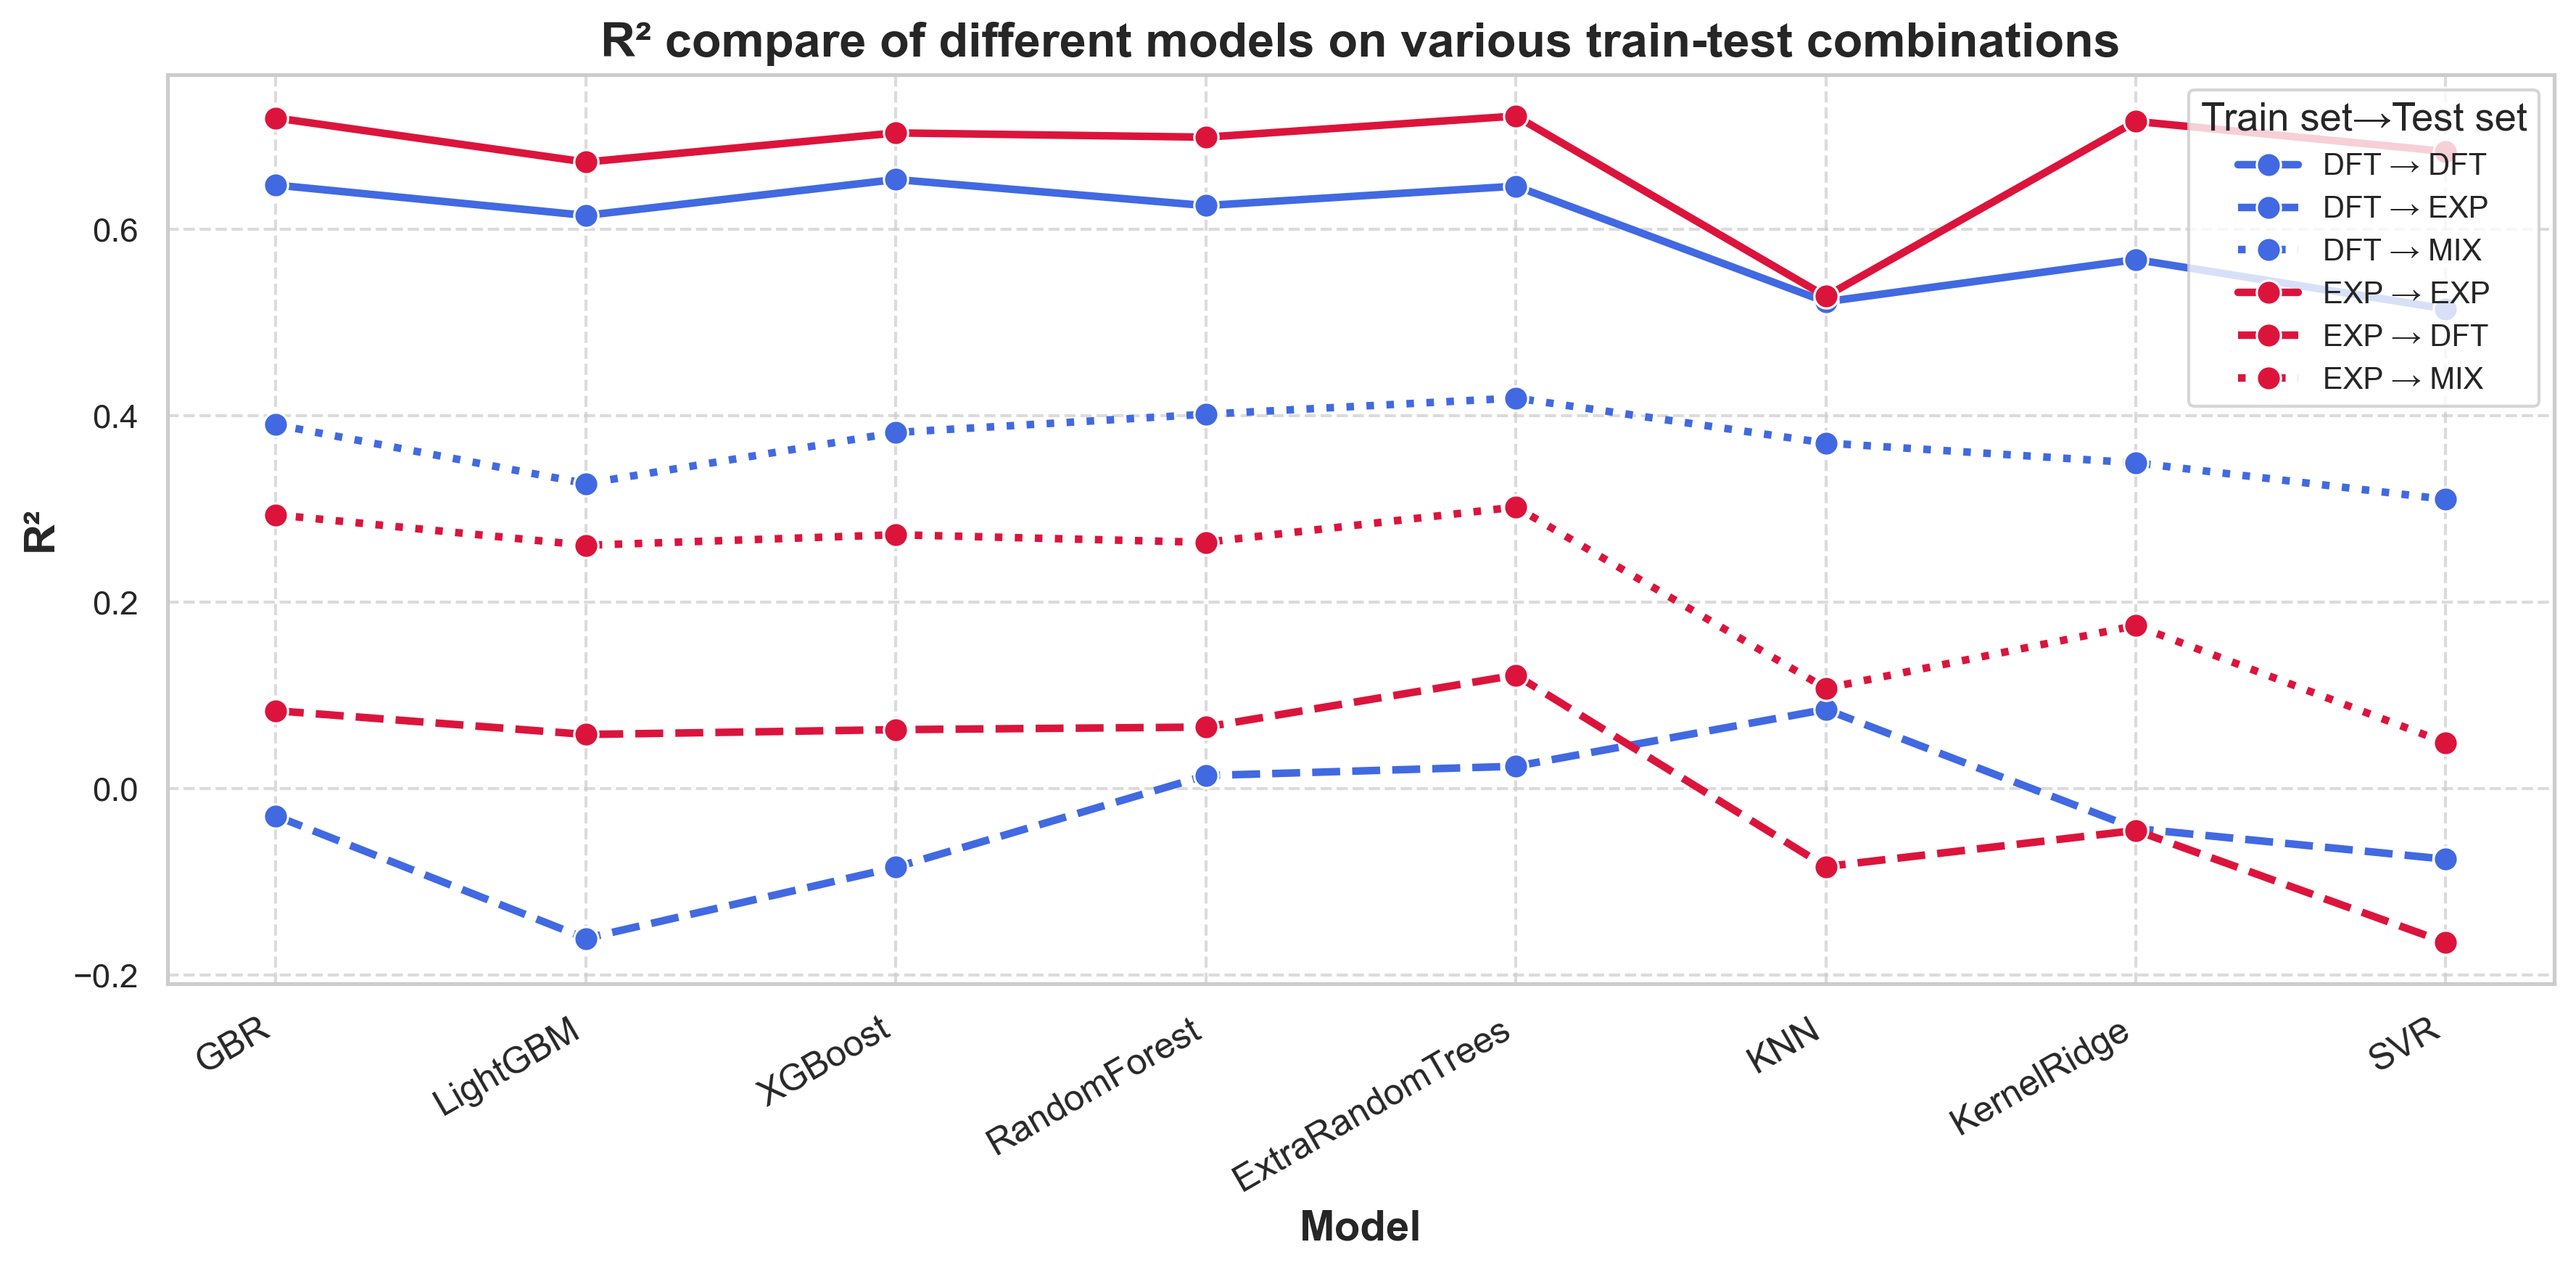 R² compare of different models on various train-test combinations
Train set→Test set
DFT → DFT
DFT → EXP
DFT → MIX
EXP → EXP
EXP → DFT
EXP → MIX
R²
0.6
0.4
0.2
0.0
−0.2
GBR
LightGBM
XGBoost
RandomForest
ExtraRandomTrees
KNN
KernelRidge
SVR
Model